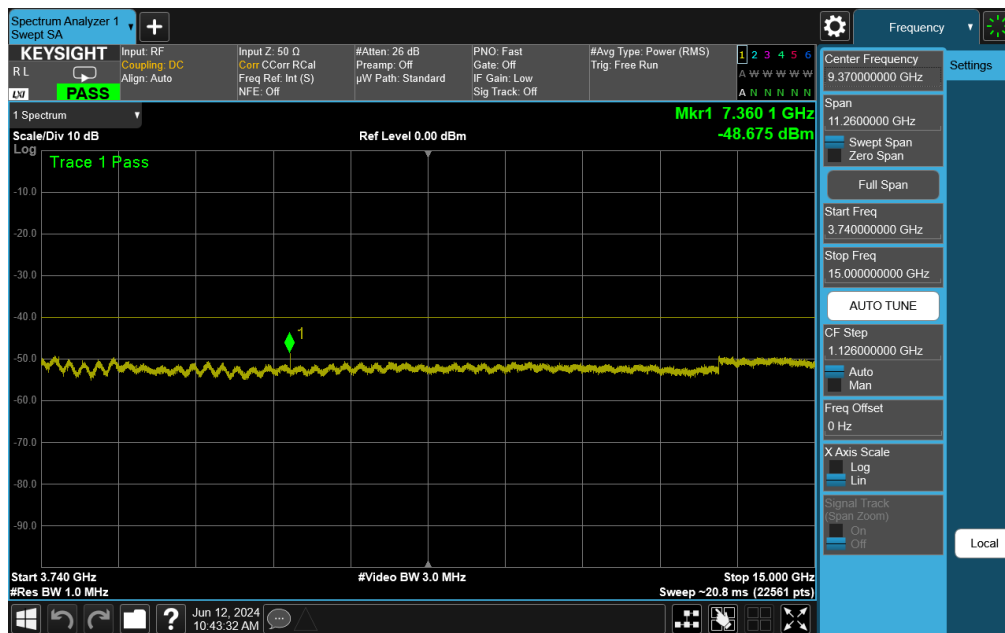 Spectrum Analyzer 1
Swept SA
Frequency
KEYSIGHT
R L
LXI
PASS
Input: RF
Coupling: DC
Align: Auto
Input Z: 50 Ω
Corr CCorr RCal
Freq Ref: Int (S)
NFE: Off
#Atten: 26 dB
Preamp: Off
µW Path: Standard
PNO: Fast
Gate: Off
IF Gain: Low
Sig Track: Off
#Avg Type: Power (RMS)
Trig: Free Run
1 2 3 4 5 6
A W W W W W
A N N N N N
Center Frequency
9.370000000 GHz
Settings
Span
11.2600000 GHz
Swept Span
Zero Span
Full Span
Start Freq
3.740000000 GHz
Stop Freq
15.000000000 GHz
AUTO TUNE
CF Step
1.126000000 GHz
Auto
Man
Freq Offset
0 Hz
X Axis Scale
Log
Lin
Signal Track
(Span Zoom)
On
Off
Local
1 Spectrum
Mkr1 7.360 1 GHz
Scale/Div 10 dB
Ref Level 0.00 dBm
-48.675 dBm
Log
Trace 1 Pass
-10.0
-20.0
-30.0
-40.0
1
-50.0
-60.0
-70.0
-80.0
-90.0
Start 3.740 GHz
#Video BW 3.0 MHz
Stop 15.000 GHz
#Res BW 1.0 MHz
Sweep ~20.8 ms (22561 pts)
?
Jun 12, 2024
10:43:32 AM